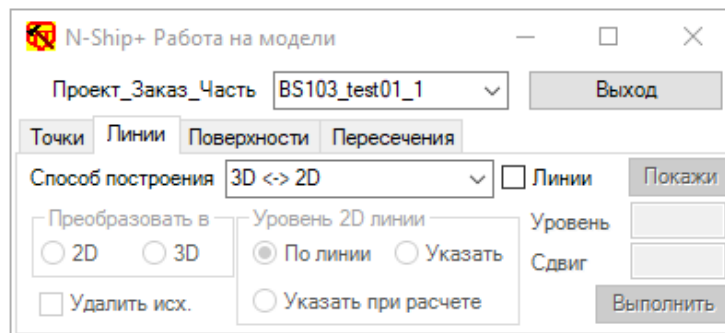 N-Ship+ Работа на модели
Проект_Заказ_Часть BS103_test01_1 Выход
Точки Линии Поверхности Пересечения
Способ построения 3D <-> 2D Линии Покажи
Преобразовать в Уровень 2D линии Уровень
2D 3D По линии Указать Сдвиг
Удалить исх. Указать при расчете Выполнить